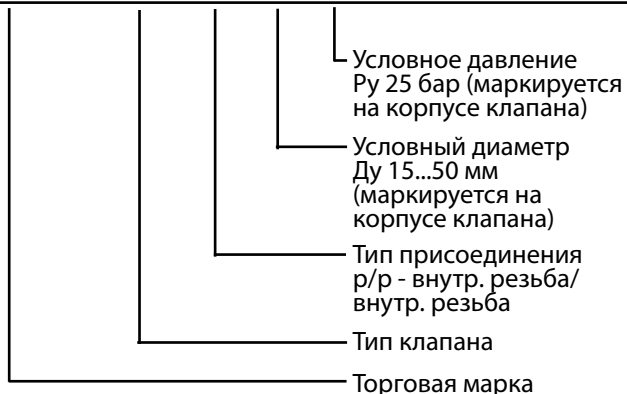 Условное давление
Ру 25 бар (маркируется
на корпусе клапана)
Условный диаметр
Ду 15...50 мм
(маркируется на
корпусе клапана)
Тип присоединения
р/р - внутр. резьба/
внутр. резьба
Тип клапана
Торговая марка